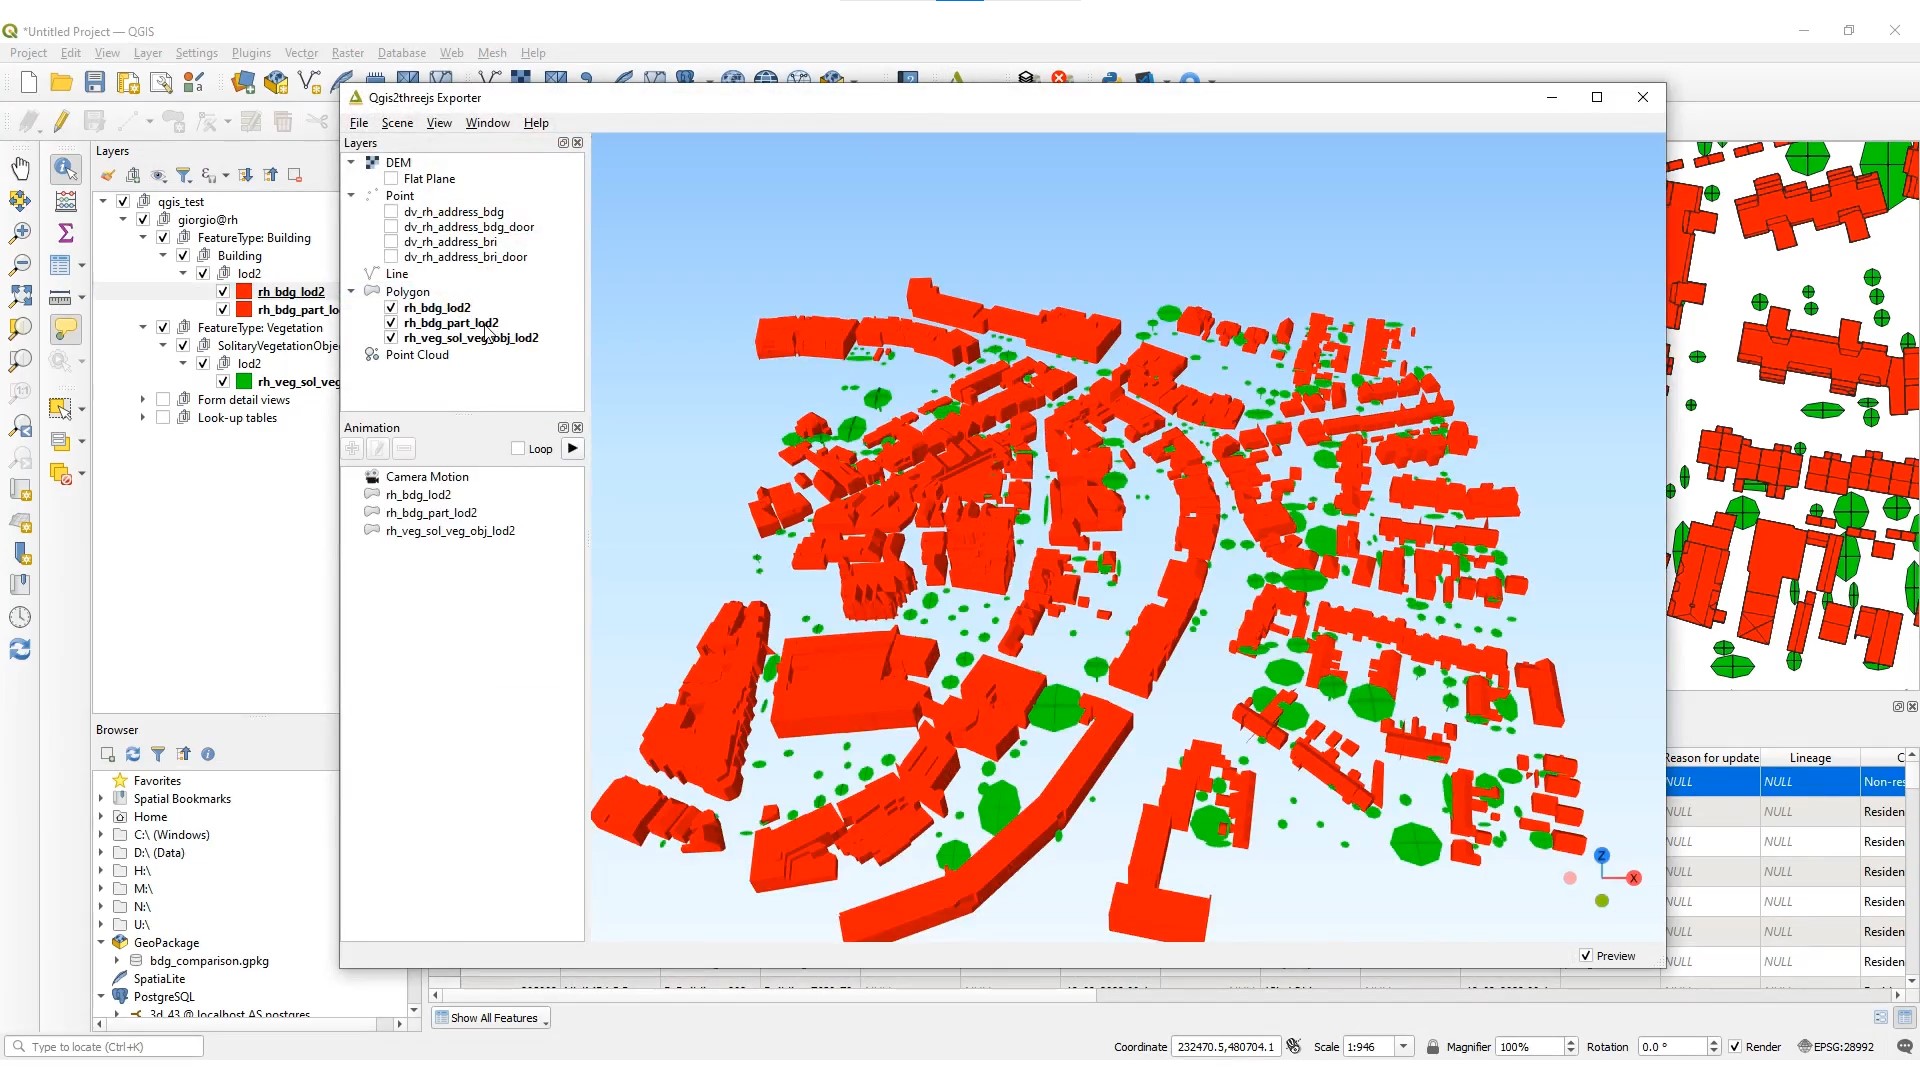 *Untitled Project — QGIS
Project Edit View Layer Settings Plugins Vector Raster Database Web Mesh Help
Qgis2threejs Exporter
File Scene View Window Help
Layers
DEM
Flat Plane
Point
dv_rh_address_bdg
dv_rh_address_bdg_door
dv_rh_address_bri
dv_rh_address_bri_door
Line
Polygon
rh_bdg_lod2
rh_bdg_part_lod2
rh_veg_sol_veg_obj_lod2
Point Cloud
Animation
Loop
Camera Motion
rh_bdg_lod2
rh_bdg_part_lod2
rh_veg_sol_veg_obj_lod2
Z
X
Preview
Layers
qgis_test
giorgio@rh
FeatureType: Building
Building
lod2
rh_bdg_lod2
rh_bdg_part_lo
FeatureType: Vegetation
SolitaryVegetationObje
lod2
rh_veg_sol_veg
Form detail views
Look-up tables
Browser
Favorites
Spatial Bookmarks
Home
C:\ (Windows)
D:\ (Data)
H:\
M:\
N:\
U:\
GeoPackage
bdg_comparison.gpkg
SpatiaLite
PostgreSQL
3d_43 @ localhost AS postgres
Reason for update Lineage C
NULL NULL Non-res
NULL NULL Residen
NULL NULL Residen
NULL NULL Residen
NULL NULL Residen
NULL NULL Residen
NULL NULL Residen
Show All Features
Type to locate (Ctrl+K)
Coordinate 232470.5,480704.1 Scale 1:946 Magnifier 100% Rotation 0.0 ° Render EPSG:28992